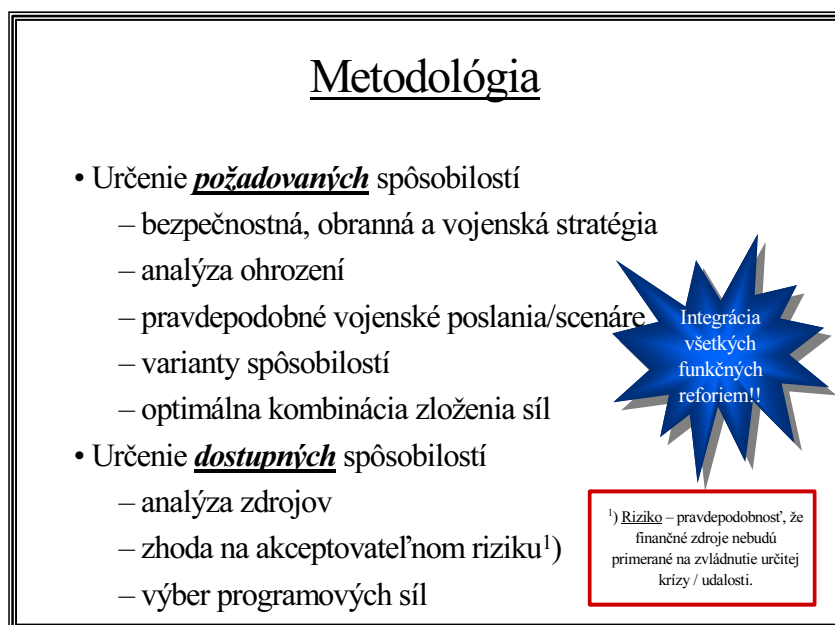 Metodológia
• Určenie požadovaných spôsobilostí
– bezpečnostná, obranná a vojenská stratégia
– analýza ohrození
– pravdepodobné vojenské poslania/scenáre
– varianty spôsobilostí
– optimálna kombinácia zloženia síl
• Určenie dostupných spôsobilostí
– analýza zdrojov
– zhoda na akceptovateľnom riziku¹)
– výber programových síl
Integrácia
všetkých
funkčných
reforiem!!
¹) Riziko – pravdepodobnosť, že
finančné zdroje nebudú
primerané na zvládnutie určitej
krízy / udalosti.